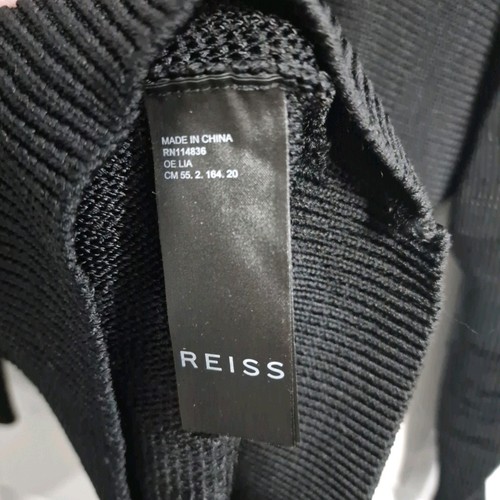 MADE IN CHINA
RN114836
OE LIA
CM 55. 2. 164. 20
REISS